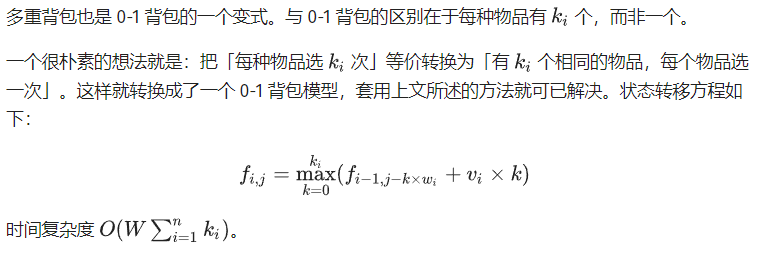 多重背包也是 0-1 背包的一个变式。与 0-1 背包的区别在于每种物品有 $k_i$ 个，而非一个。
一个很朴素的想法就是：把「每种物品选 $k_i$ 次」等价转换为「有 $k_i$ 个相同的物品，每个物品选
一次」。这样就转换成了一个 0-1 背包模型，套用上文所述的方法就可已解决。状态转移方程如
下：
$f_{i,j} = \max_{k=0}^{k_i}(f_{i-1,j-k\times w_i} + v_i \times k)$
时间复杂度 $O(W\sum_{i=1}^{n} k_i)$。